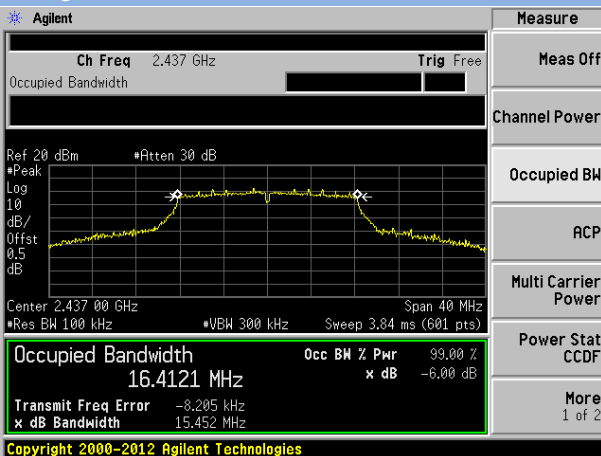 Agilent
Measure
Ch Freq 2.437 GHz Trig Free
Occupied Bandwidth
Meas Off
Channel Power
Occupied BW
ACP
Multi Carrier
Power
Power Stat
CCDF
More
1 of 2
Ref 20 dBm #Atten 30 dB
#Peak
Log
10
dB/
Offst
0.5
dB
Center 2.437 00 GHz Span 40 MHz
#Res BW 100 kHz #VBW 300 kHz Sweep 3.84 ms (601 pts)
Occupied Bandwidth Occ BW % Pwr 99.00 %
16.4121 MHz x dB -6.00 dB
Transmit Freq Error -8.205 kHz
x dB Bandwidth 15.452 MHz
Copyright 2000-2012 Agilent Technologies